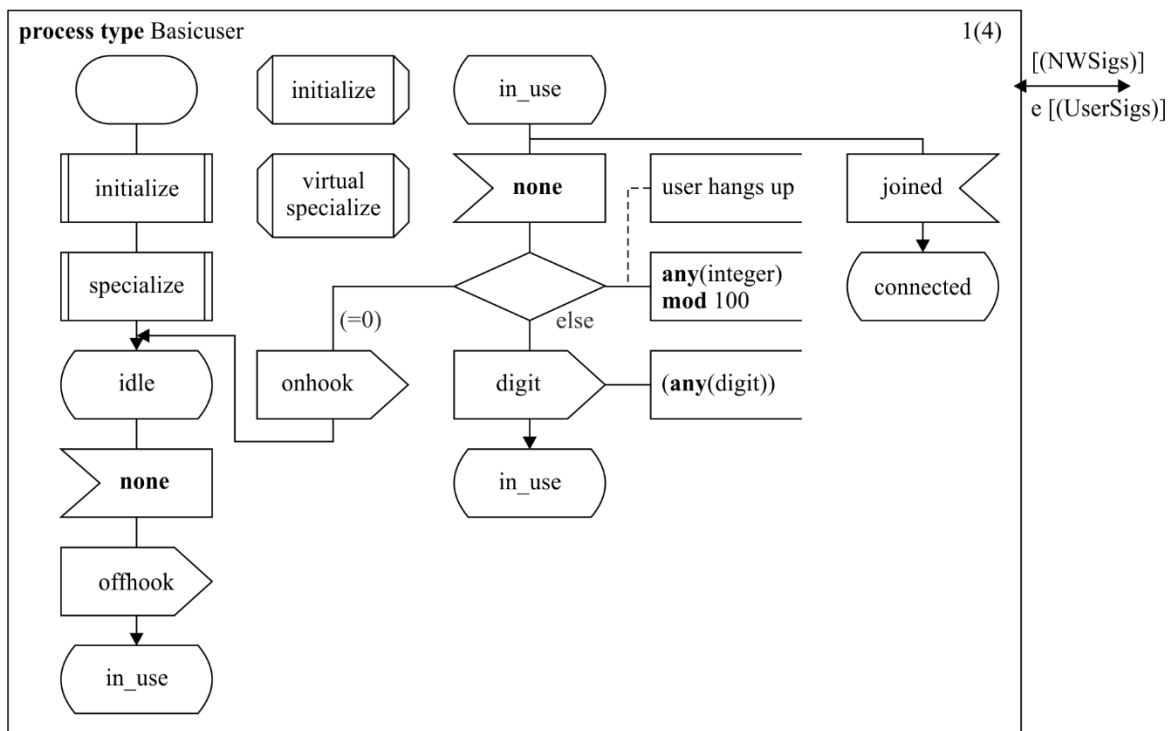 process type Basicuser
1(4)
[(NWSigs)]
e [(UserSigs)]
initialize
in_use
initialize
virtual
specialize
none
user hangs up
joined
specialize
any(integer)
mod 100
connected
(=0)
else
idle
onhook
digit
(any(digit))
none
in_use
offhook
in_use